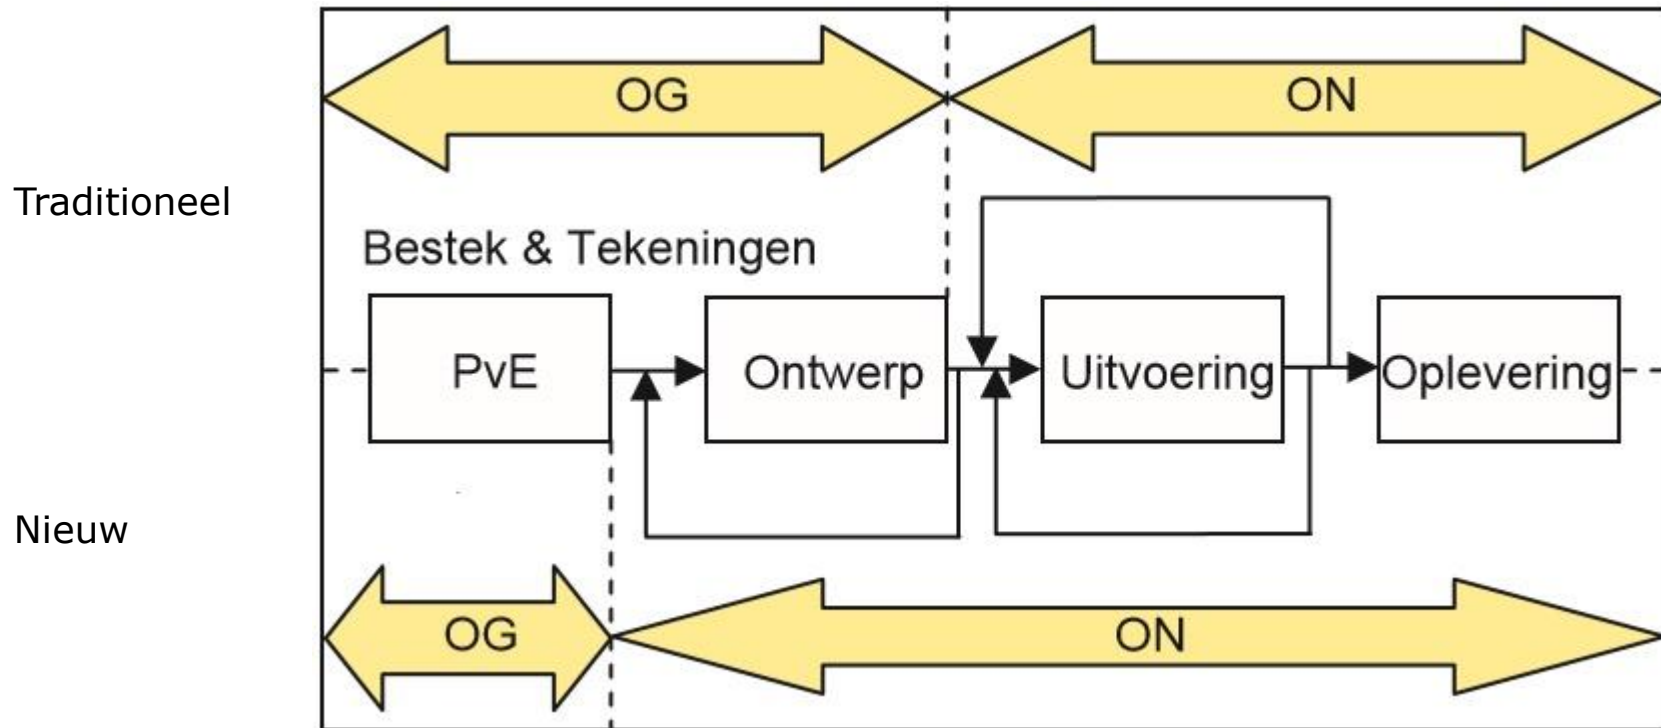 OG
ON
Traditioneel
Bestek & Tekeningen
PvE
Ontwerp
Uitvoering
Oplevering
Nieuw
OG
ON